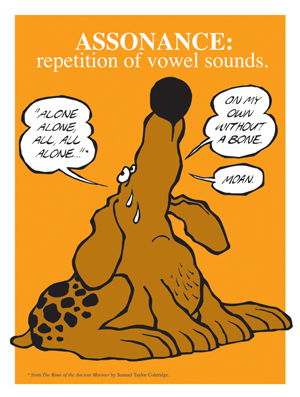 ASSONANCE:
repetition of vowel sounds.
"ALONE
ALONE,
ALL, ALL
ALONE..."*
ON MY
OWN
WITHOUT
A BONE.
MOAN.
* from The Rime of the Ancient Mariner by Samuel Taylor Coleridge.